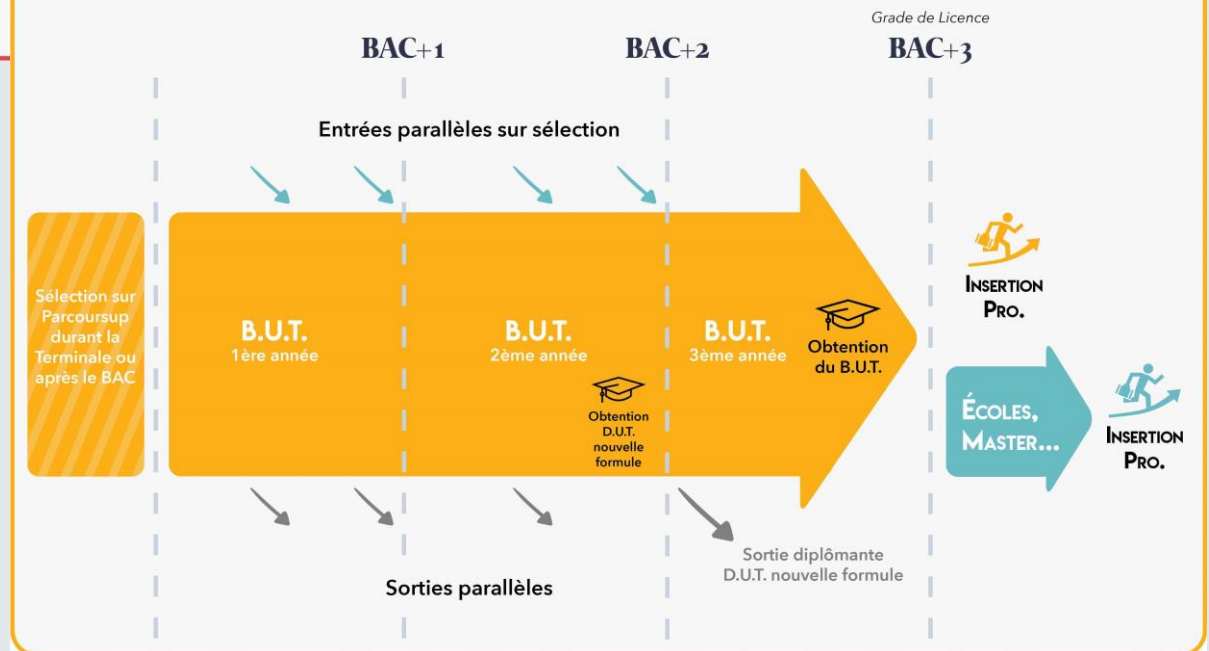 Grade de Licence
BAC+1
BAC+2
BAC+3
Entrées parallèles sur sélection
Sélection sur
Parcoursup
durant la
Terminale ou
après le BAC
B.U.T.
1ère année
B.U.T.
2ème année
Obtention
D.U.T.
nouvelle
formule
B.U.T.
3ème année
Obtention
du B.U.T.
INSERTION
PRO.
ÉCOLES,
MASTER...
INSERTION
PRO.
Sortie diplômante
D.U.T. nouvelle formule
Sorties parallèles